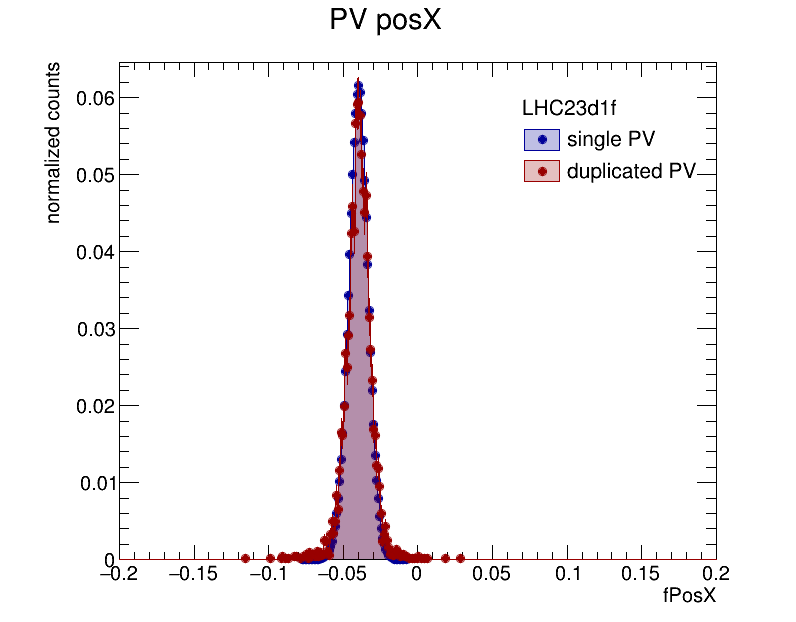 PV posX
normalized counts
LHC23d1f
single PV
duplicated PV
0.06
0.05
0.04
0.03
0.02
0.01
0
−0.2 −0.15 −0.1 −0.05 0 0.05 0.1 0.15 0.2
fPosX